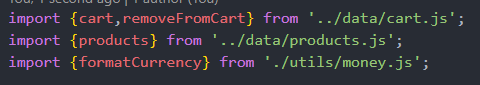 You, 1 second ago | 1 author (You)
import {cart,removeFromCart} from '../data/cart.js';
import {products} from '../data/products.js';
import {formatCurrency} from './utils/money.js';